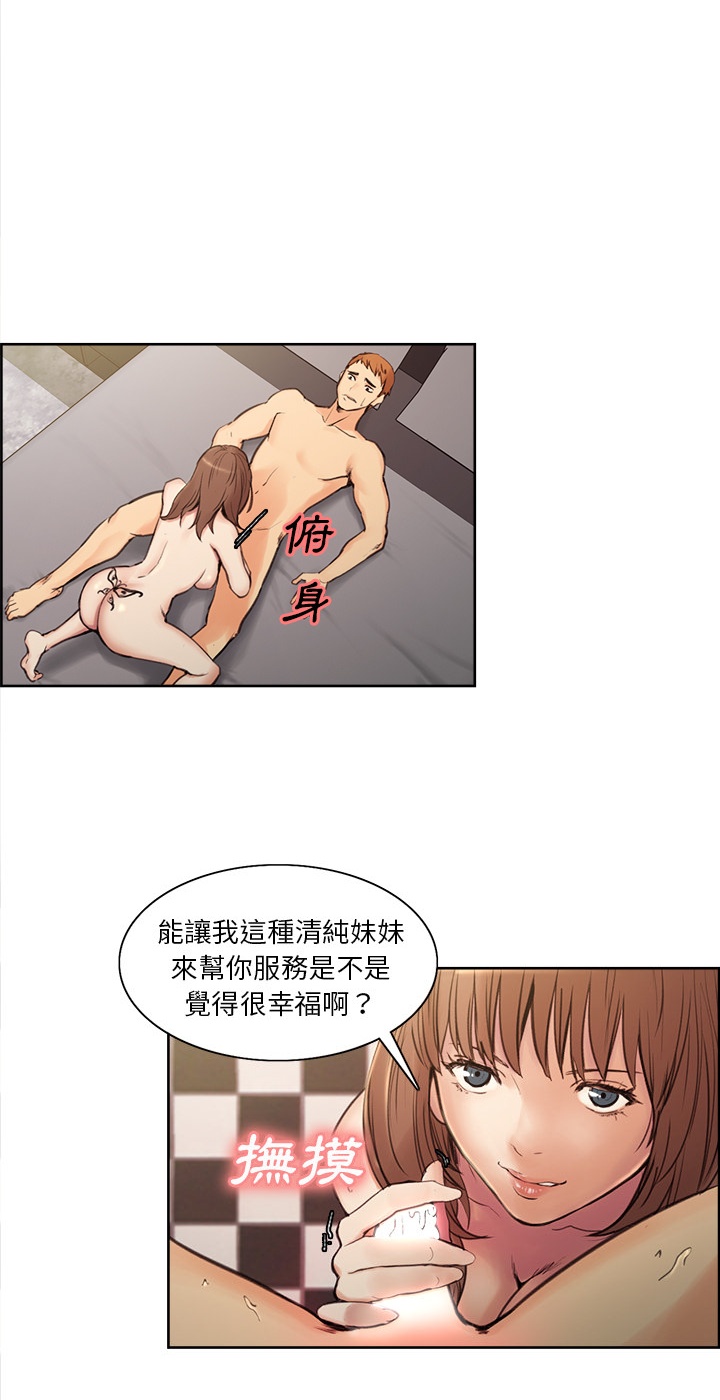 俯
身
能讓我這種清純妹妹
來幫你服務是不是
覺得很幸福啊？
撫摸